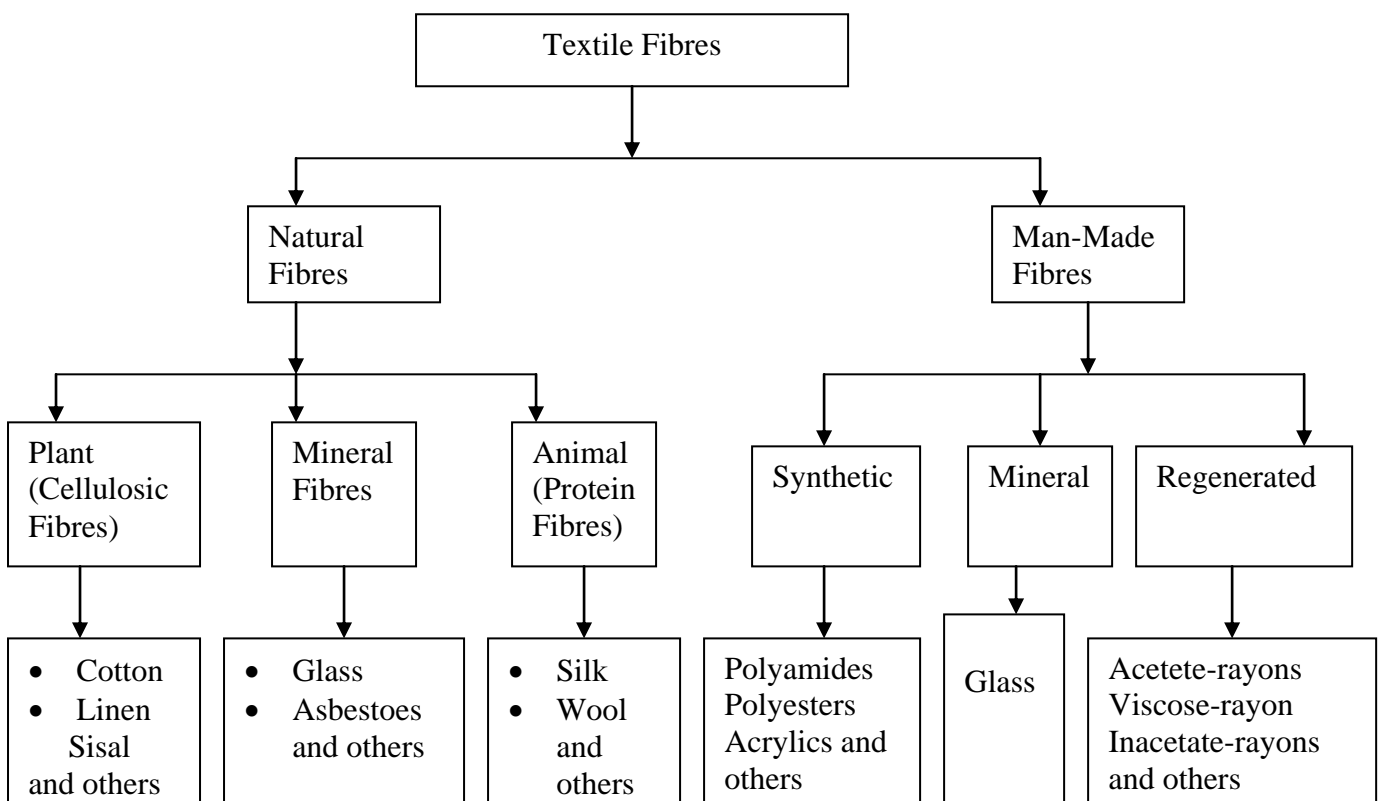 Textile Fibres
Natural
Fibres
Man-Made
Fibres
Plant
(Cellulosic
Fibres)
Mineral
Fibres
Animal
(Protein
Fibres)
Synthetic
Mineral
Regenerated
• Cotton
• Linen
Sisal
and others
• Glass
• Asbestoes
and others
• Silk
• Wool
and
others
Polyamides
Polyesters
Acrylics and
others
Glass
Acetete-rayons
Viscose-rayon
Inacetate-rayons
and others